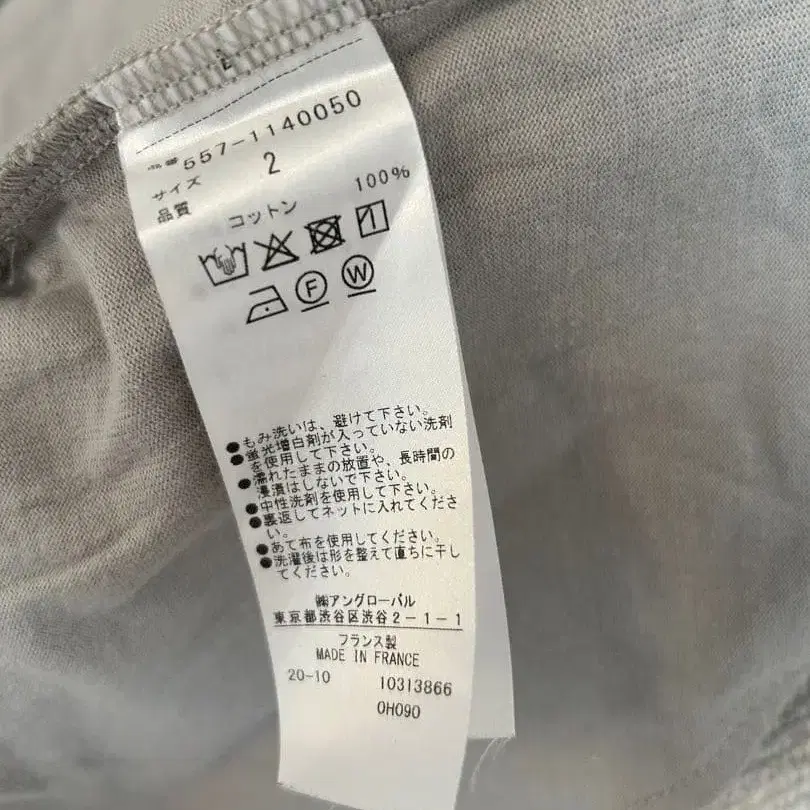 品番 557-1140050
サイズ 2
品質
コットン 100%
F W
●もみ洗いは、避けて下さい。
●蛍光増白剤が入っていない洗剤
を使用して下さい。
●濡れたままの放置や、長時間の
浸漬はしないで下さい。
●中性洗剤を使用して下さい。
●裏返してネットに入れてくださ
い。
●あて布を使用してください。
●洗濯後は形を整えて直ちに干し
てください。
㈱アングローバル
東京都渋谷区渋谷2-1-1
フランス製
MADE IN FRANCE
20-10 10313866
0H090